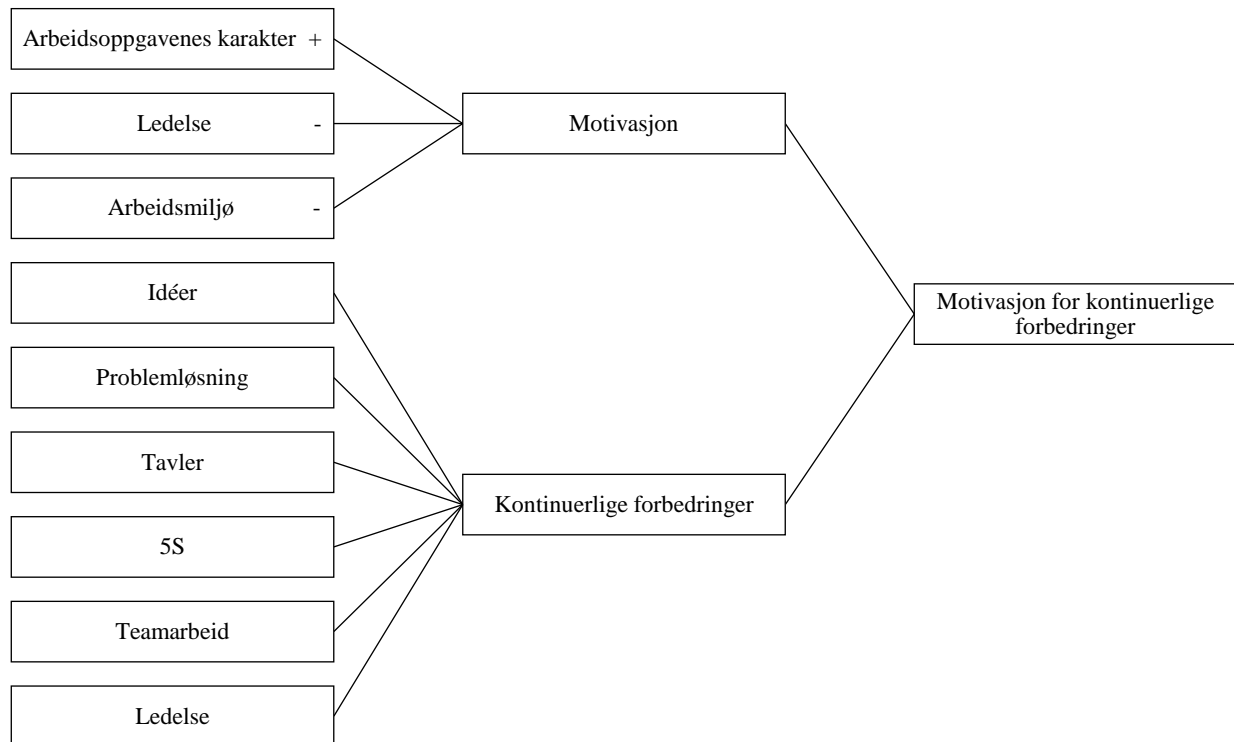 Arbeidsoppgavenes karakter +
Ledelse -
Motivasjon
Arbeidsmiljø -
Idéer
Motivasjon for kontinuerlige
forbedringer
Problemløsning
Tavler
Kontinuerlige forbedringer
5S
Teamarbeid
Ledelse